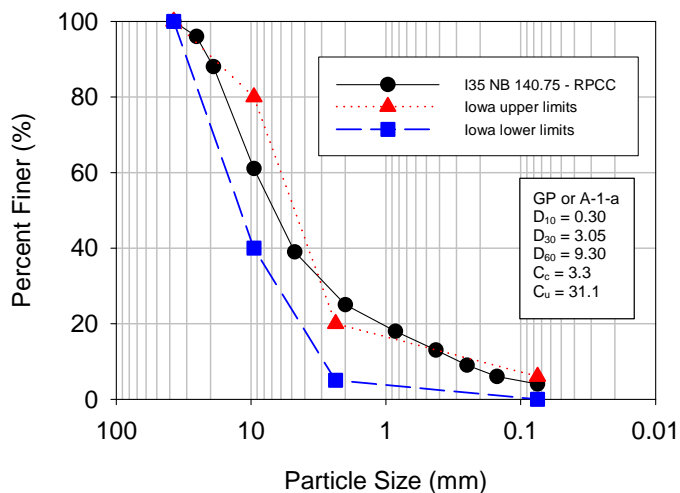 100
80
60
40
20
0
Percent Finer (%)
I35 NB 140.75 - RPCC
Iowa upper limits
Iowa lower limits
GP or A-1-a
D₁₀ = 0.30
D₃₀ = 3.05
D₆₀ = 9.30
C꜀ = 3.3
Cᵤ = 31.1
100 10 1 0.1 0.01
Particle Size (mm)